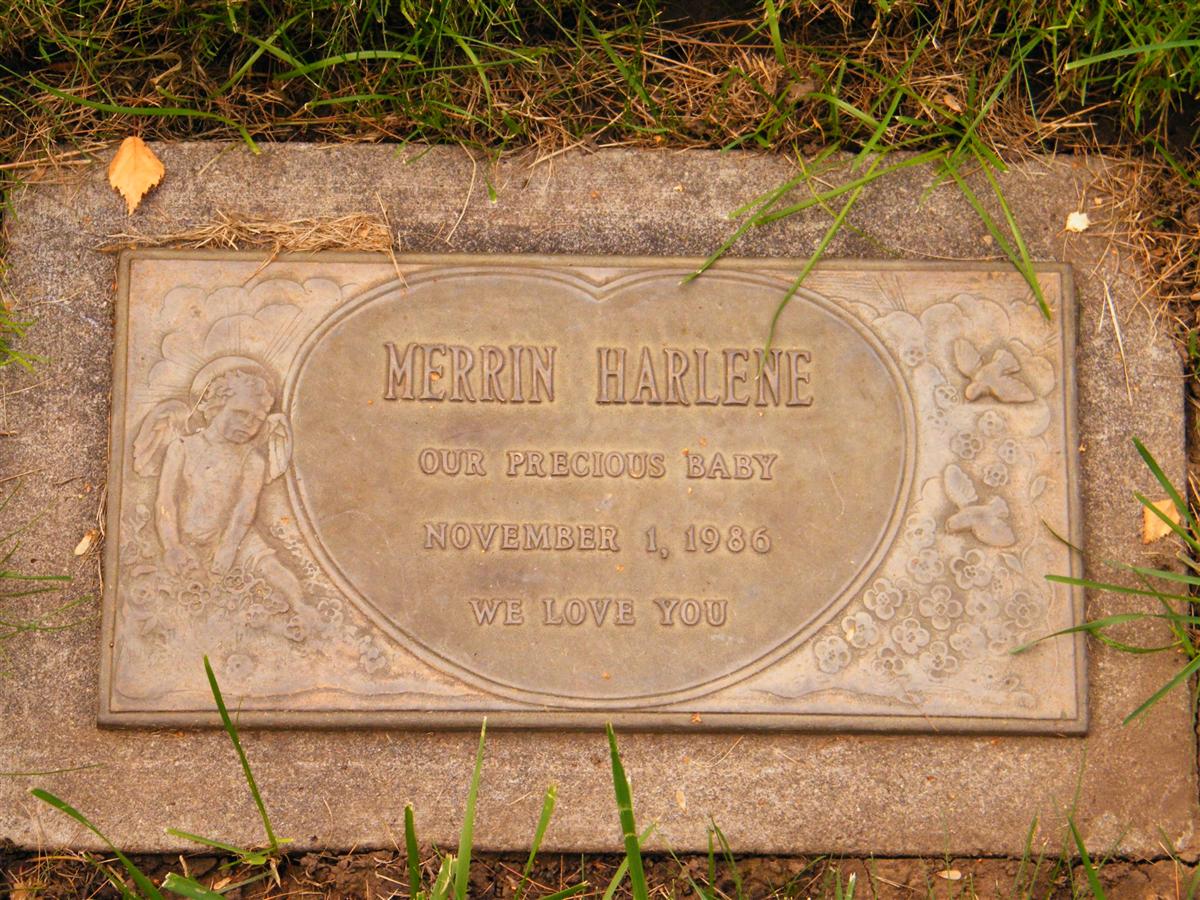 MERRIN HARLENE
OUR PRECIOUS BABY
NOVEMBER 1, 1986
WE LOVE YOU